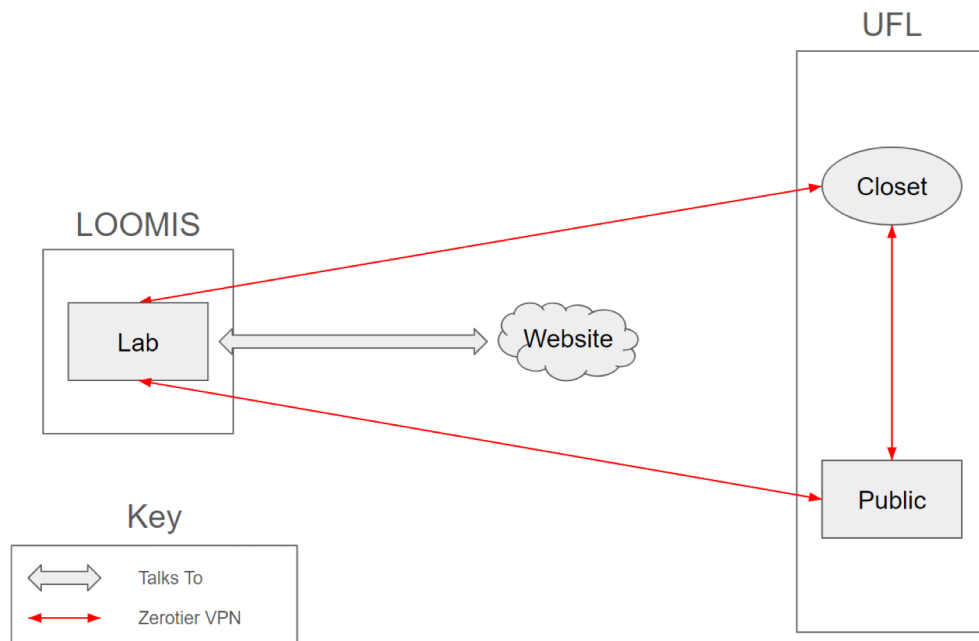 UFL
Closet
LOOMIS
Lab
Website
Public
Key
Talks To
Zerotier VPN